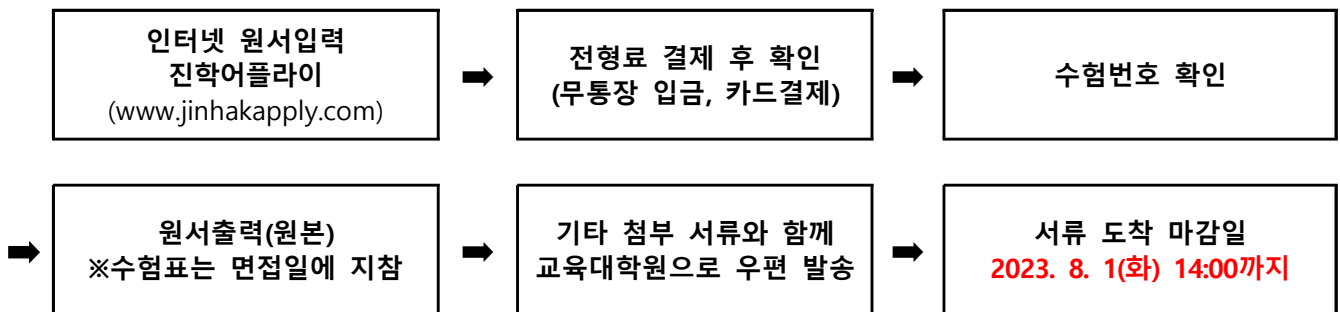 인터넷 원서입력
진학어플라이
(www.jinhakapply.com)
➡
전형료 결제 후 확인
(무통장 입금, 카드결제)
➡
수험번호 확인
➡
원서출력(원본)
※수험표는 면접일에 지참
➡
기타 첨부 서류와 함께
교육대학원으로 우편 발송
➡
서류 도착 마감일
2023. 8. 1(화) 14:00까지